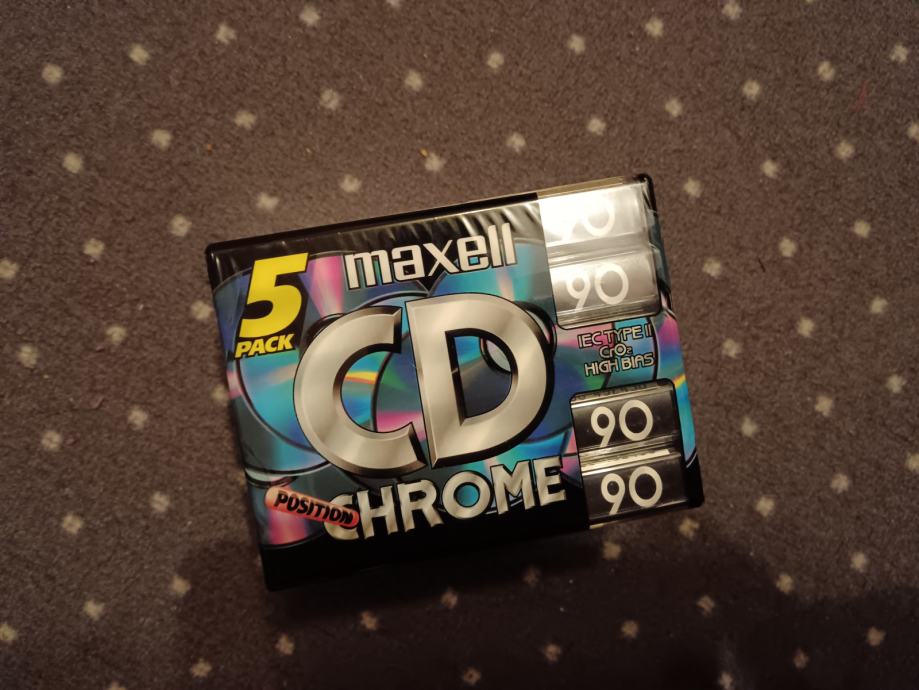 5
PACK
maxell
CD
POSITION
CHROME
90
90
IEC TYPE II
CrO₂
HIGH BIAS
90
90